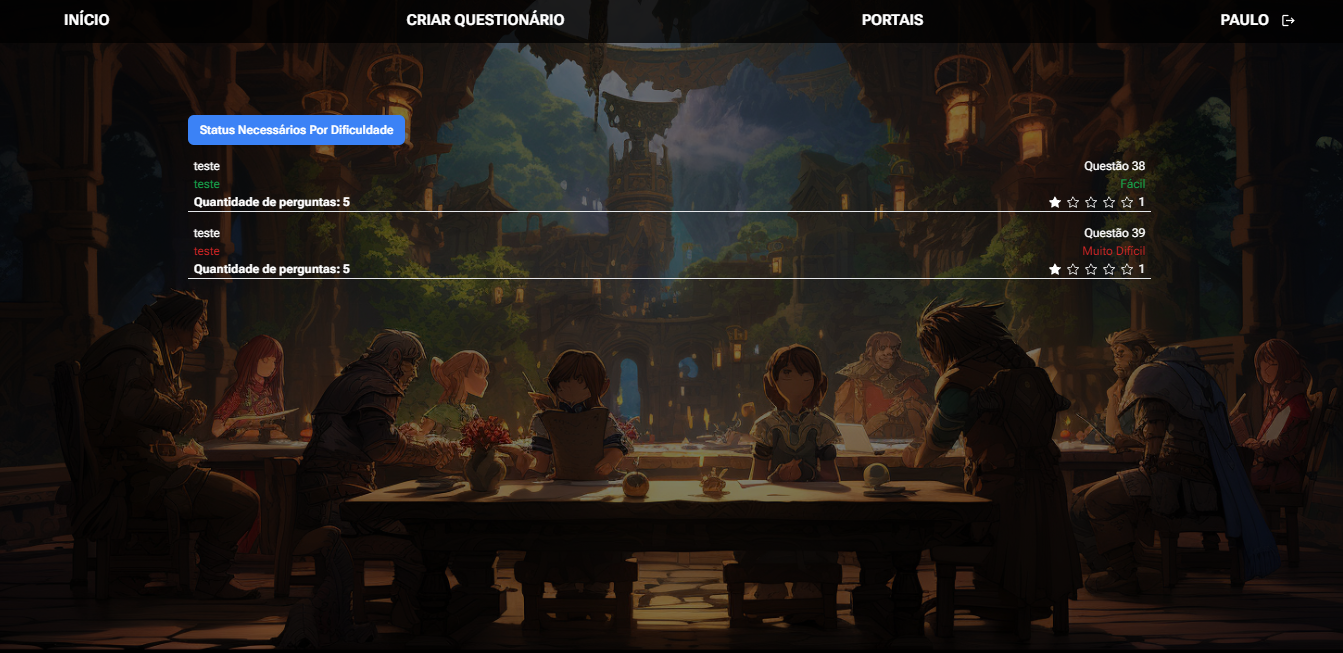 INÍCIO CRIAR QUESTIONÁRIO PORTAIS PAULO
Status Necessários Por Dificuldade
teste Questão 38
teste Fácil
Quantidade de perguntas: 5 1
teste Questão 39
teste Muito Difícil
Quantidade de perguntas: 5 1